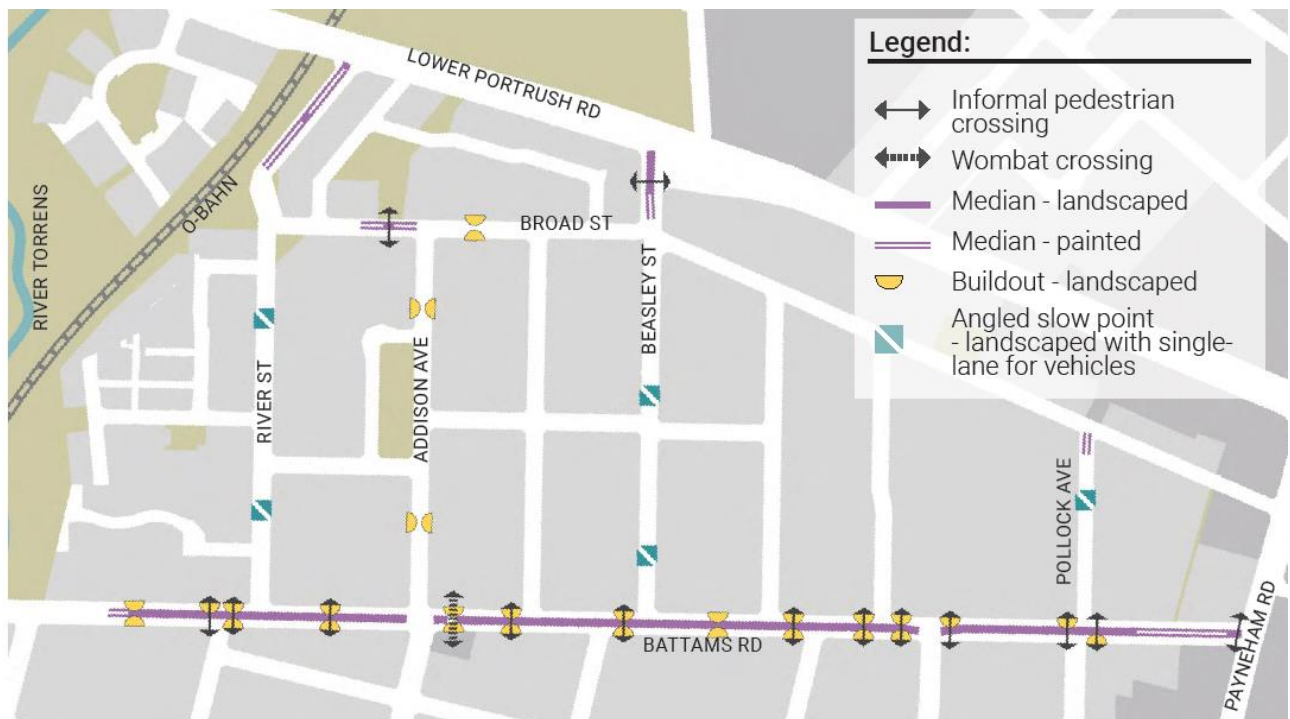 Legend:
Informal pedestrian
crossing
Wombat crossing
Median - landscaped
Median - painted
Buildout - landscaped
Angled slow point
- landscaped with single-
lane for vehicles
LOWER PORTRUSH RD
O-BAHN
RIVER TORRENS
BROAD ST
BEASLEY ST
RIVER ST
ADDISON AVE
POLLOCK AVE
BATTAMS RD
PAYNEHAM RD